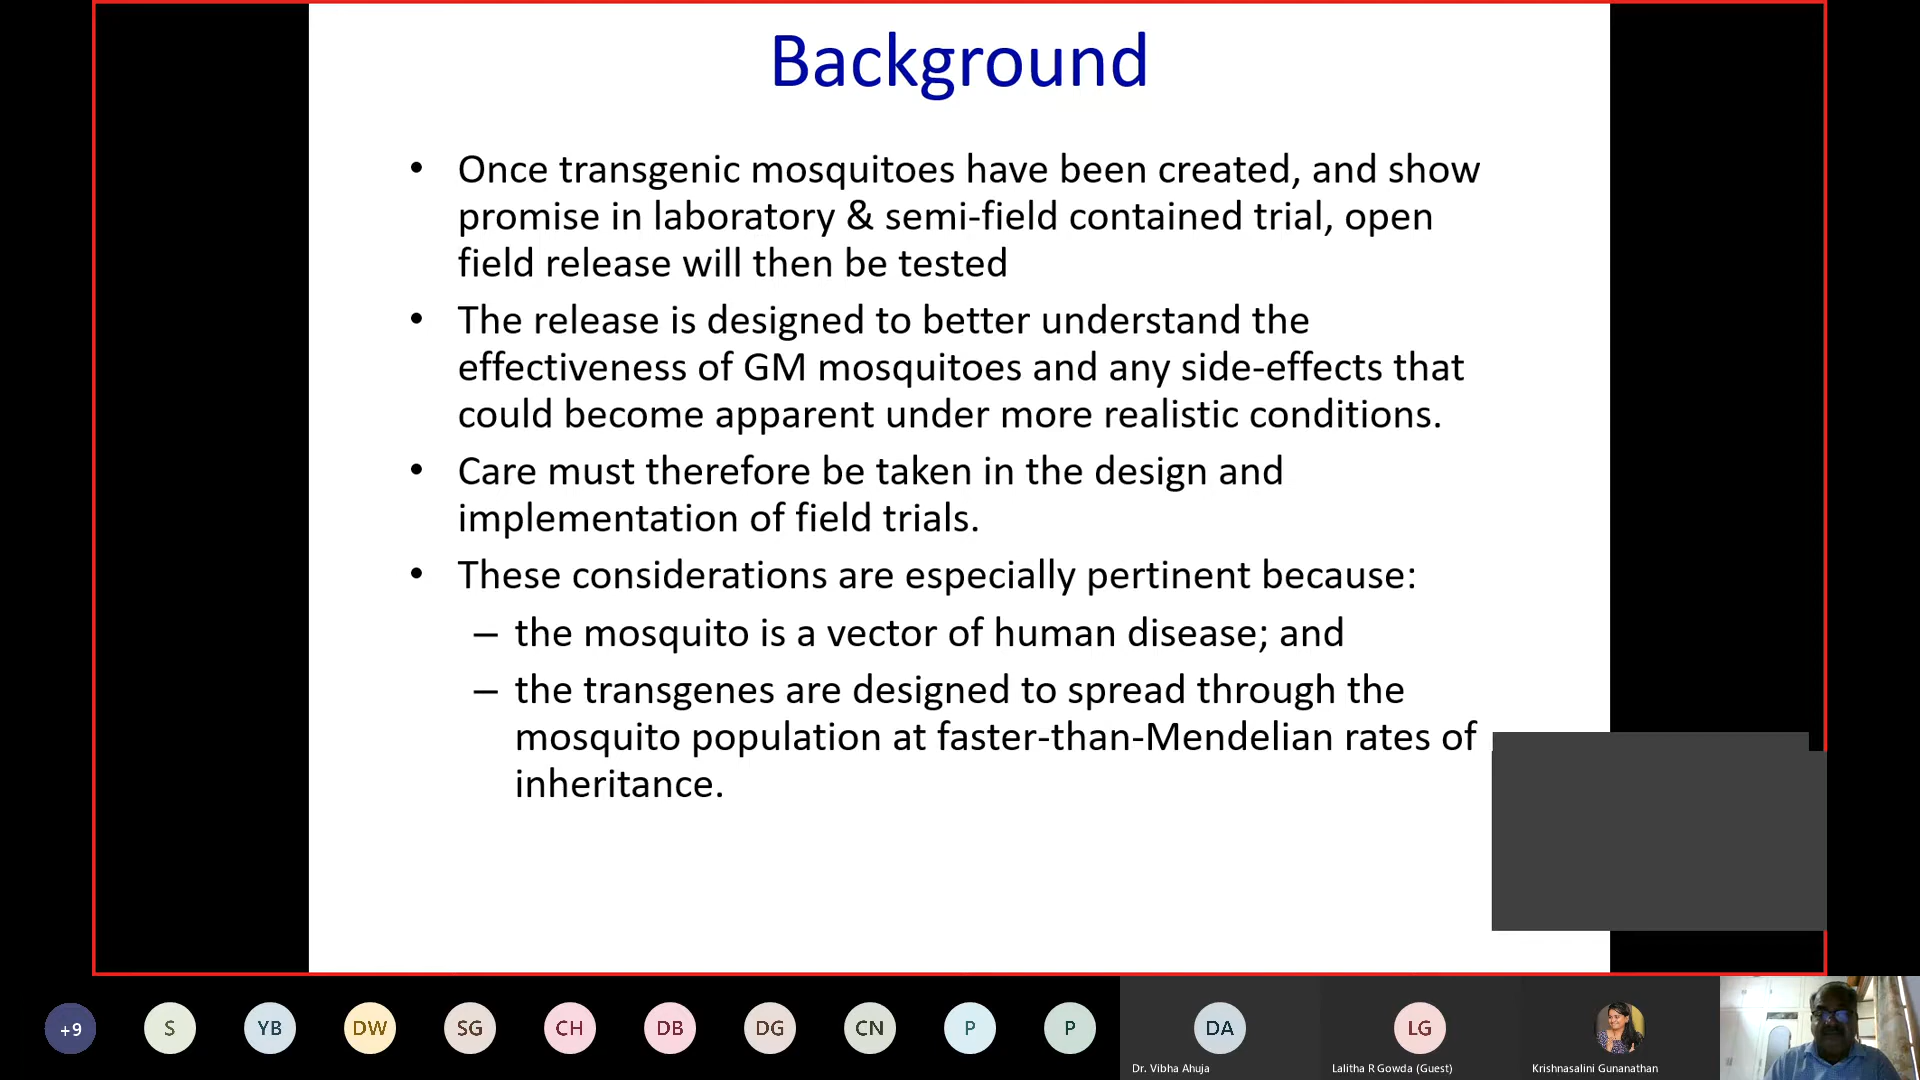 Background
• Once transgenic mosquitoes have been created, and show
promise in laboratory & semi-field contained trial, open
field release will then be tested
• The release is designed to better understand the
effectiveness of GM mosquitoes and any side-effects that
could become apparent under more realistic conditions.
• Care must therefore be taken in the design and
implementation of field trials.
• These considerations are especially pertinent because:
– the mosquito is a vector of human disease; and
– the transgenes are designed to spread through the
mosquito population at faster-than-Mendelian rates of
inheritance.
+9 S YB DW SG CH DB DG CN P P DA LG
Dr. Vibha Ahuja Lalitha R Gowda (Guest) Krishnasalini Gunanathan